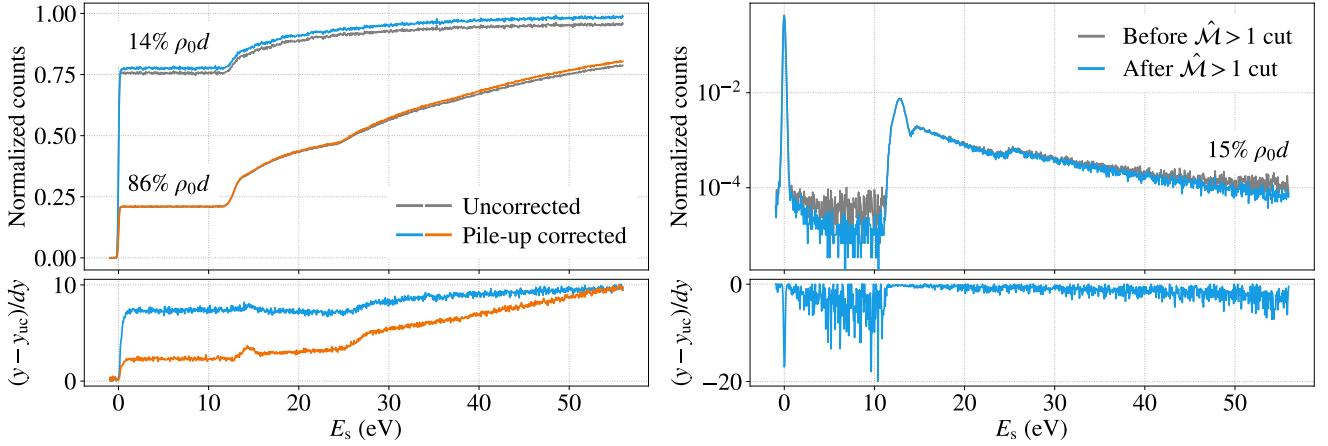 Normalized counts
1.00
0.75
0.50
0.25
0.00
14% ρ₀d
86% ρ₀d
Uncorrected
Pile-up corrected
(y − y_uc)/dy
10
0
0 10 20 30 40 50
E_s (eV)
Normalized counts
10⁻²
10⁻⁴
Before M̂ > 1 cut
After M̂ > 1 cut
15% ρ₀d
(y − y_uc)/dy
0
−20
0 10 20 30 40 50
E_s (eV)